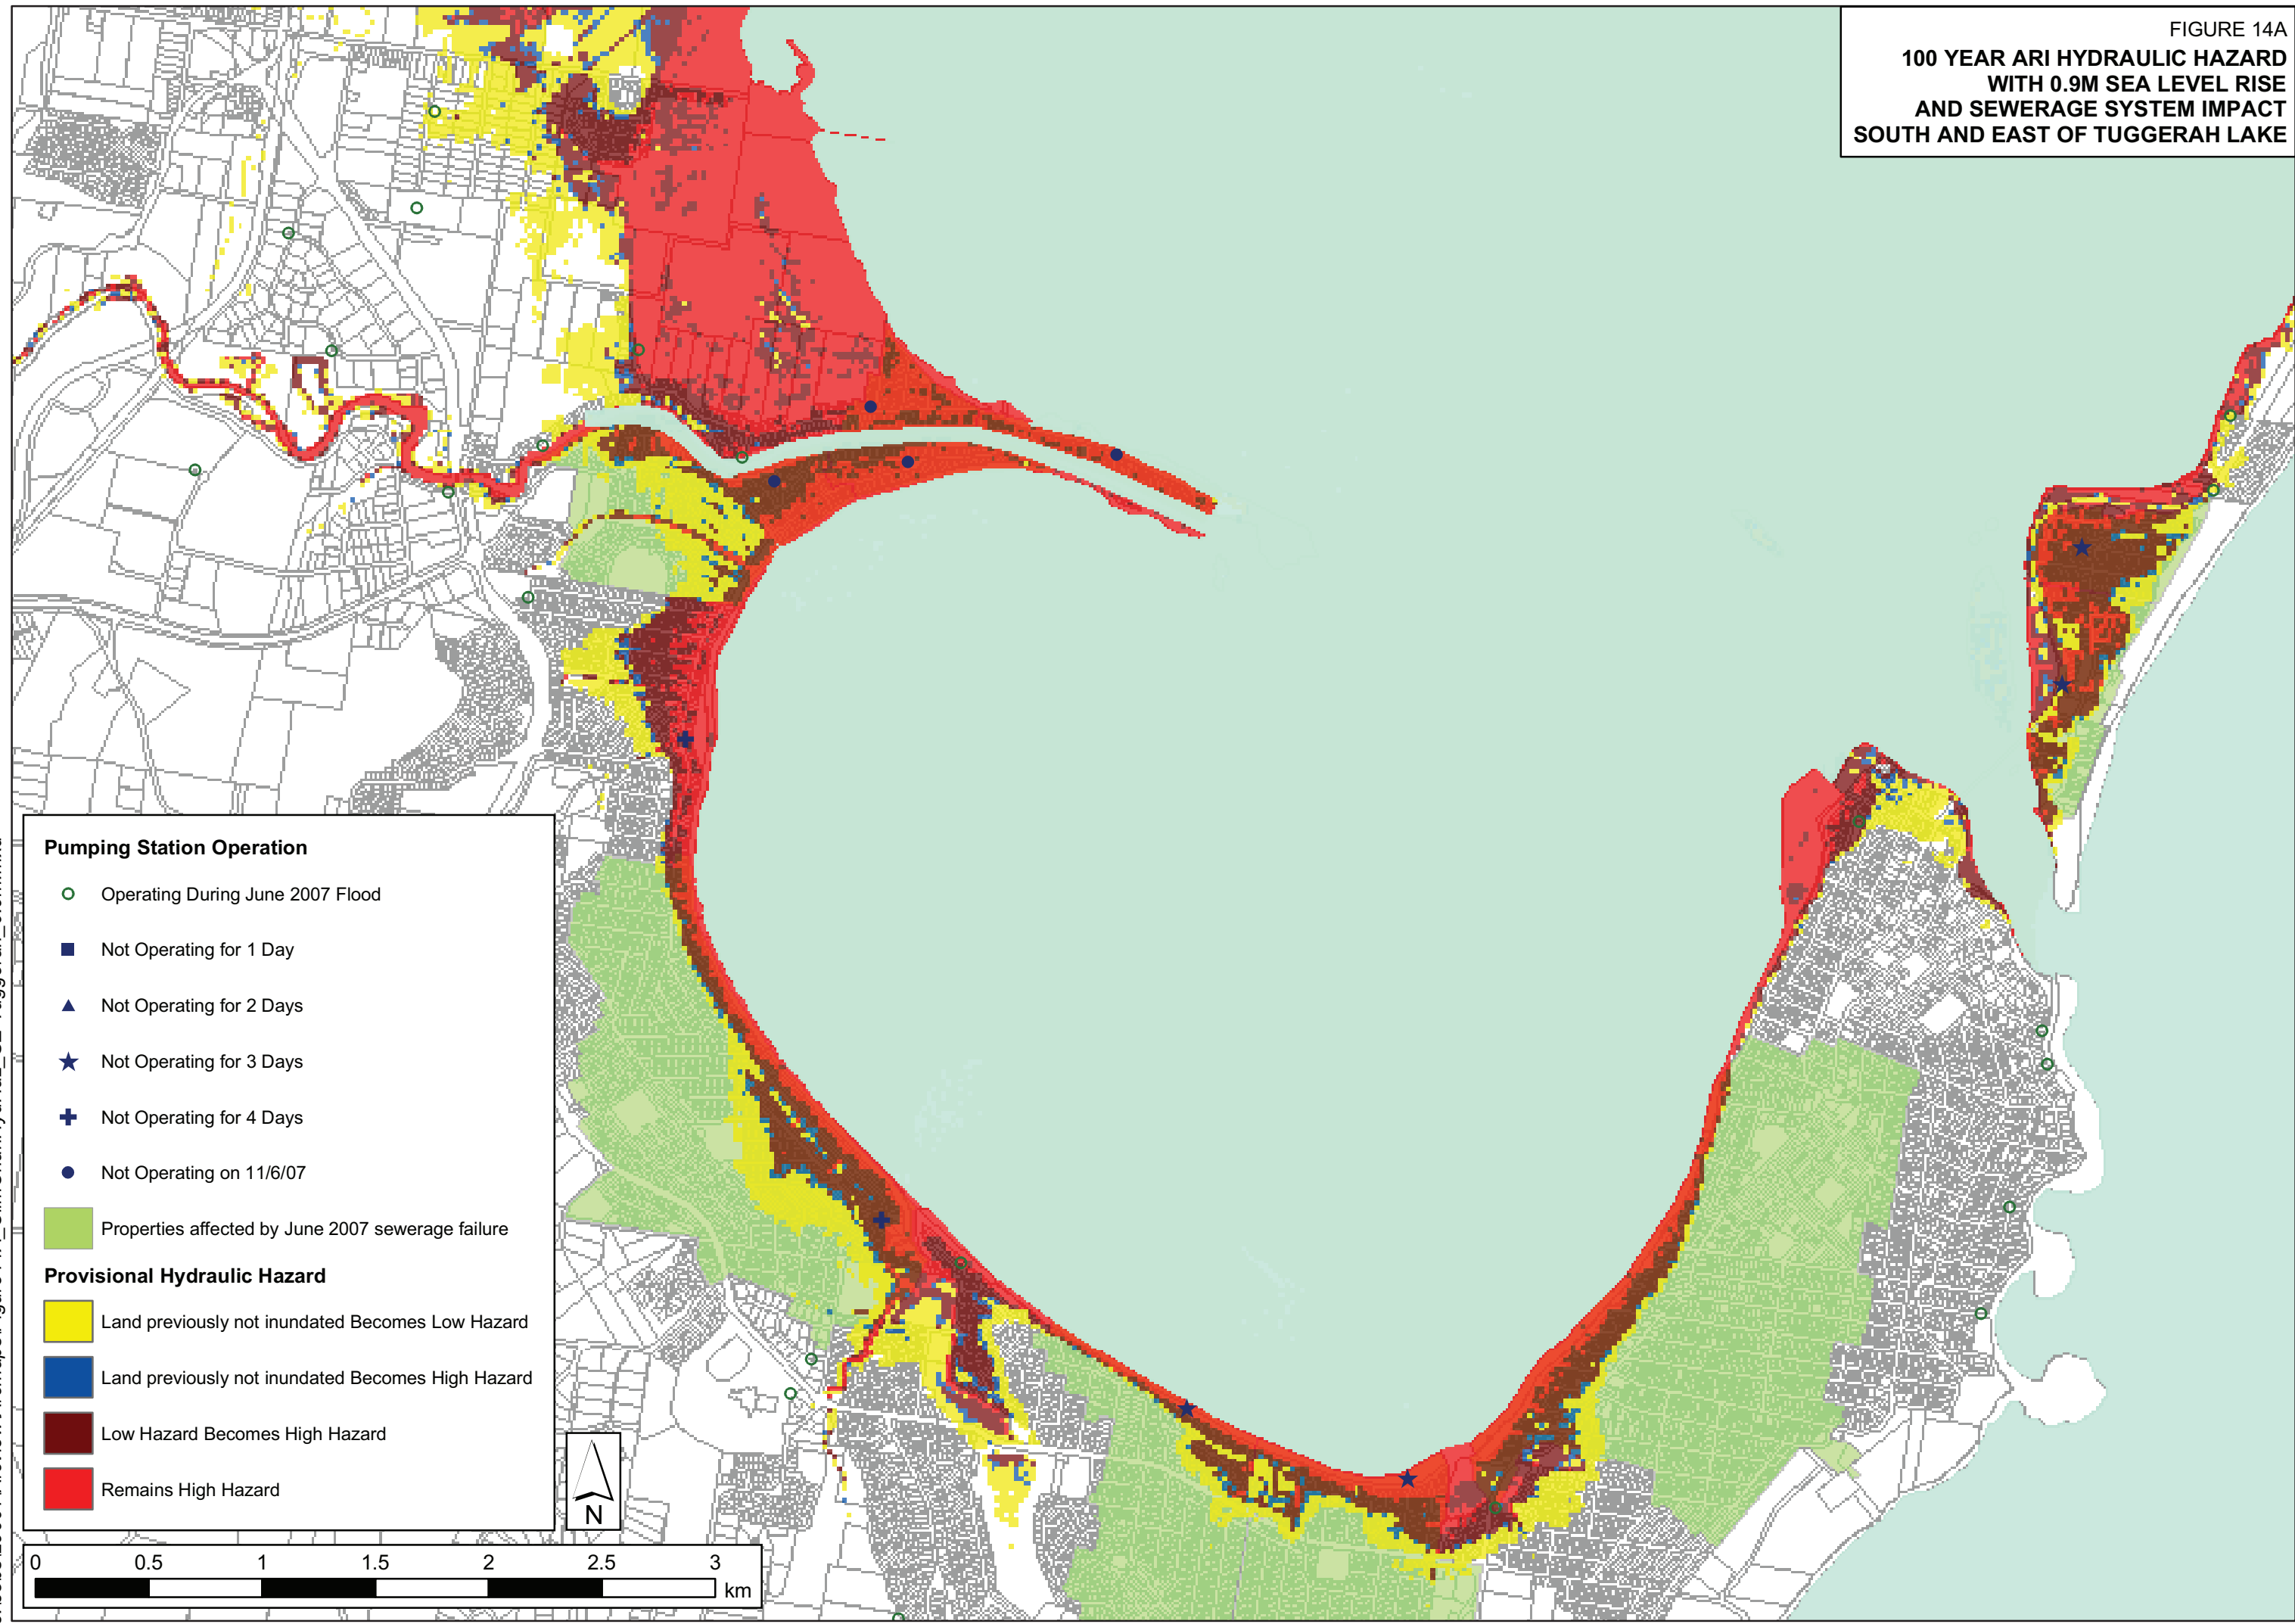 FIGURE 14A
100 YEAR ARI HYDRAULIC HAZARD
WITH 0.9M SEA LEVEL RISE
AND SEWERAGE SYSTEM IMPACT
SOUTH AND EAST OF TUGGERAH LAKE
Pumping Station Operation
Operating During June 2007 Flood
Not Operating for 1 Day
Not Operating for 2 Days
Not Operating for 3 Days
Not Operating for 4 Days
Not Operating on 11/6/07
Properties affected by June 2007 sewerage failure
Provisional Hydraulic Hazard
Land previously not inundated Becomes Low Hazard
Land previously not inundated Becomes High Hazard
Low Hazard Becomes High Hazard
Remains High Hazard
N
0 0.5 1 1.5 2 2.5 3
km